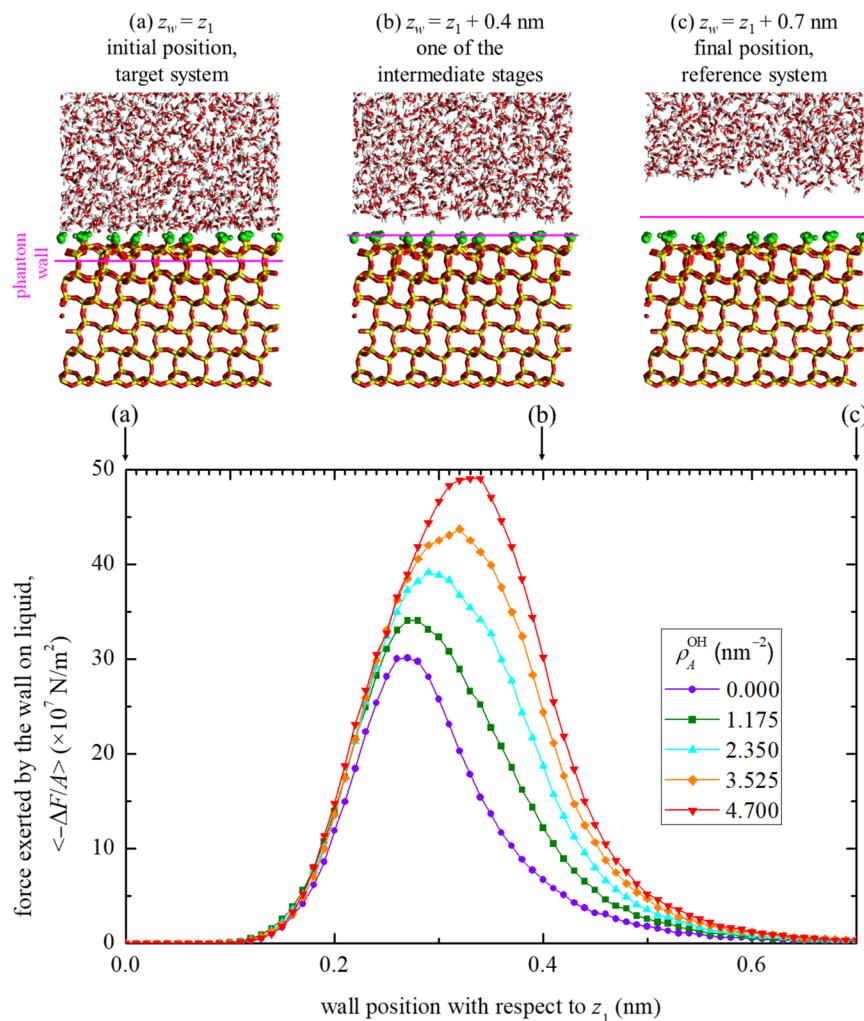 (a) z_w = z_1
initial position,
target system
(b) z_w = z_1 + 0.4 nm
one of the
intermediate stages
(c) z_w = z_1 + 0.7 nm
final position,
reference system
phantom
wall
(a)
(b)
(c)
50
40
30
20
10
0
0.0
0.2
0.4
0.6
force exerted by the wall on liquid,
<−ΔF/A> (×10^7 N/m^2)
ρ_A^OH (nm^−2)
0.000
1.175
2.350
3.525
4.700
wall position with respect to z_1 (nm)